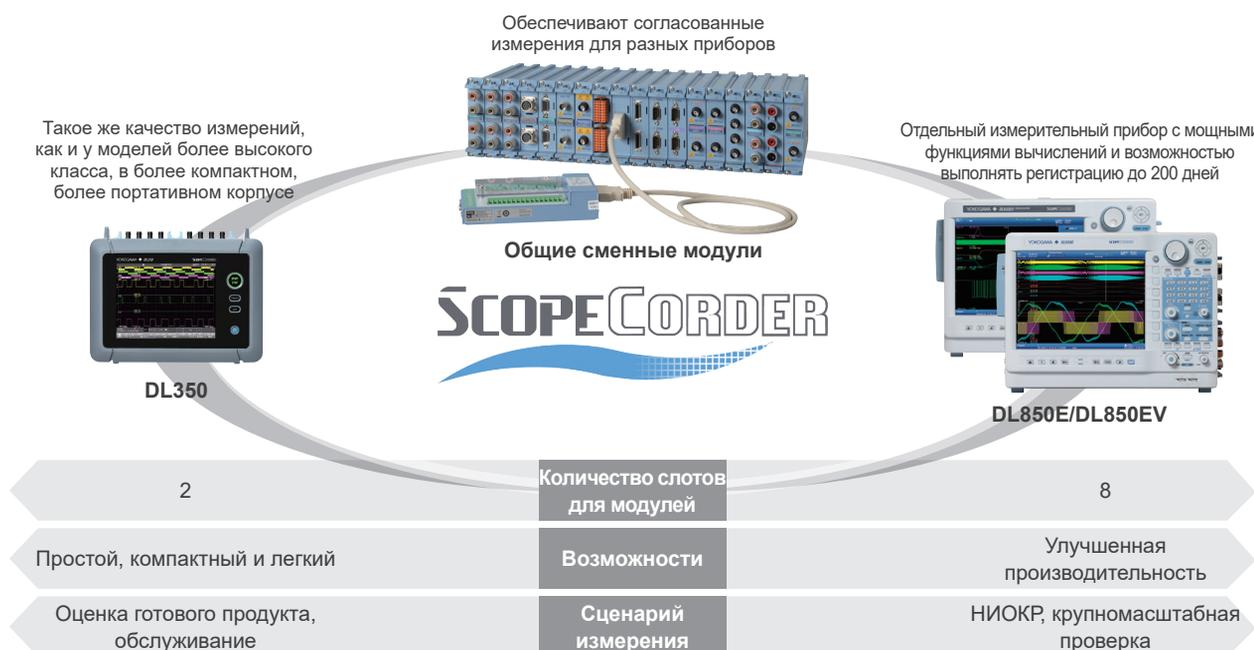 Обеспечивают согласованные
измерения для разных приборов
Такое же качество измерений,
как и у моделей более высокого
класса, в более компактном,
более портативном корпусе
Отдельный измерительный прибор с мощными
функциями вычислений и возможностью
выполнять регистрацию до 200 дней
Общие сменные модули
SCOPECORDER
DL350
DL850E/DL850EV
2
Количество слотов
для модулей
8
Простой, компактный и легкий
Возможности
Улучшенная
производительность
Оценка готового продукта,
обслуживание
Сценарий
измерения
НИОКР, крупномасштабная
проверка